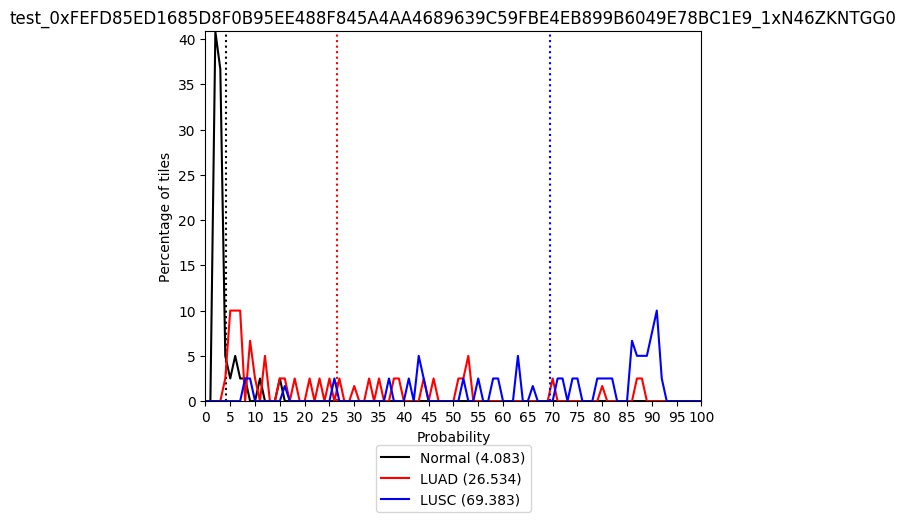 test_0xFEFD85ED1685D8F0B95EE488F845A4AA4689639C59FBE4EB899B6049E78BC1E9_1xN46ZKNTGG0
40
35
30
25
20
15
10
5
0
Percentage of tiles
0 5 10 15 20 25 30 35 40 45 50 55 60 65 70 75 80 85 90 95 100
Probability
Normal (4.083)
LUAD (26.534)
LUSC (69.383)